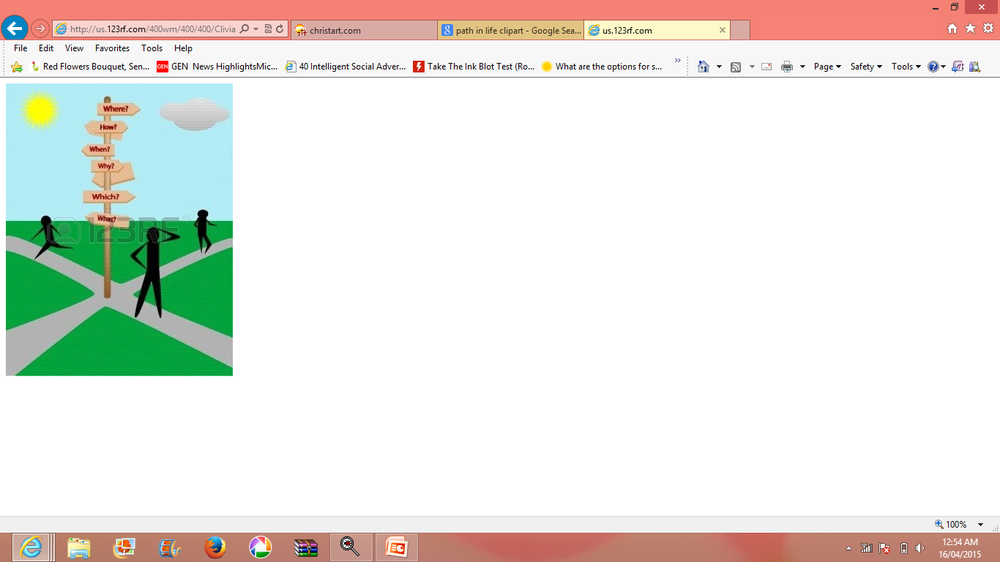 http://us.123rf.com/400wm/400/400/Clivia
christart.com
path in life clipart - Google Sea...
us.123rf.com
File Edit View Favorites Tools Help
Red Flowers Bouquet, Sen...
GEN GEN News HighlightsMic...
40 Intelligent Social Adver...
Take The Ink Blot Test (Ro...
What are the options for s...
Page Safety Tools
Where?
How?
When?
Why?
Which?
What?
123RF
100%
12:54 AM
16/04/2015